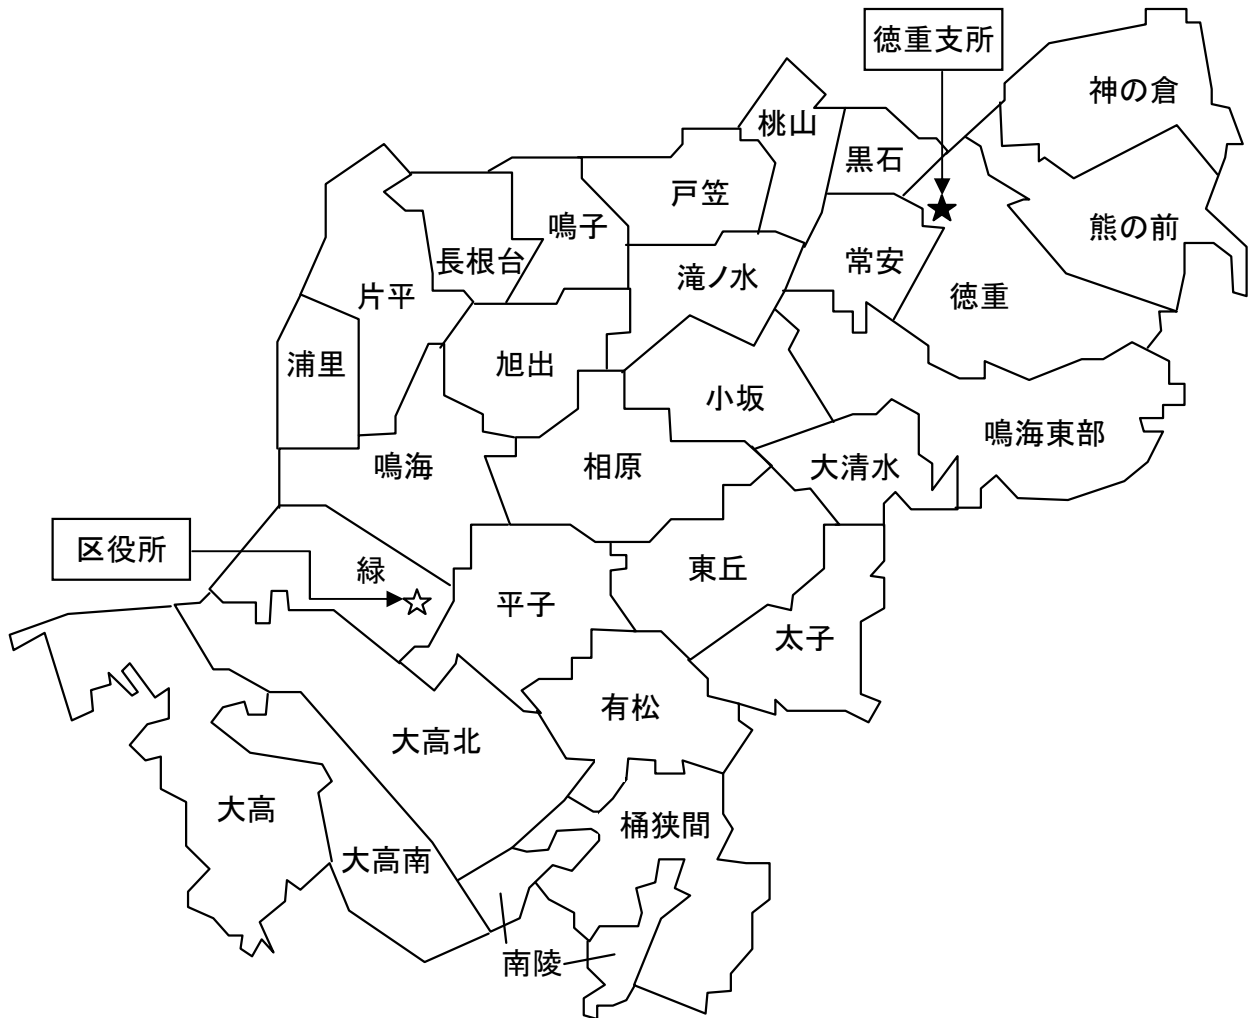 徳重支所
神の倉
桃山
黒石
戸笠
鳴子
熊の前
長根台
常安
滝ノ水
片平
徳重
浦里
旭出
小坂
鳴海東部
鳴海
相原
大清水
区役所
緑
東丘
平子
太子
有松
大高北
大高
桶狭間
大高南
南陵